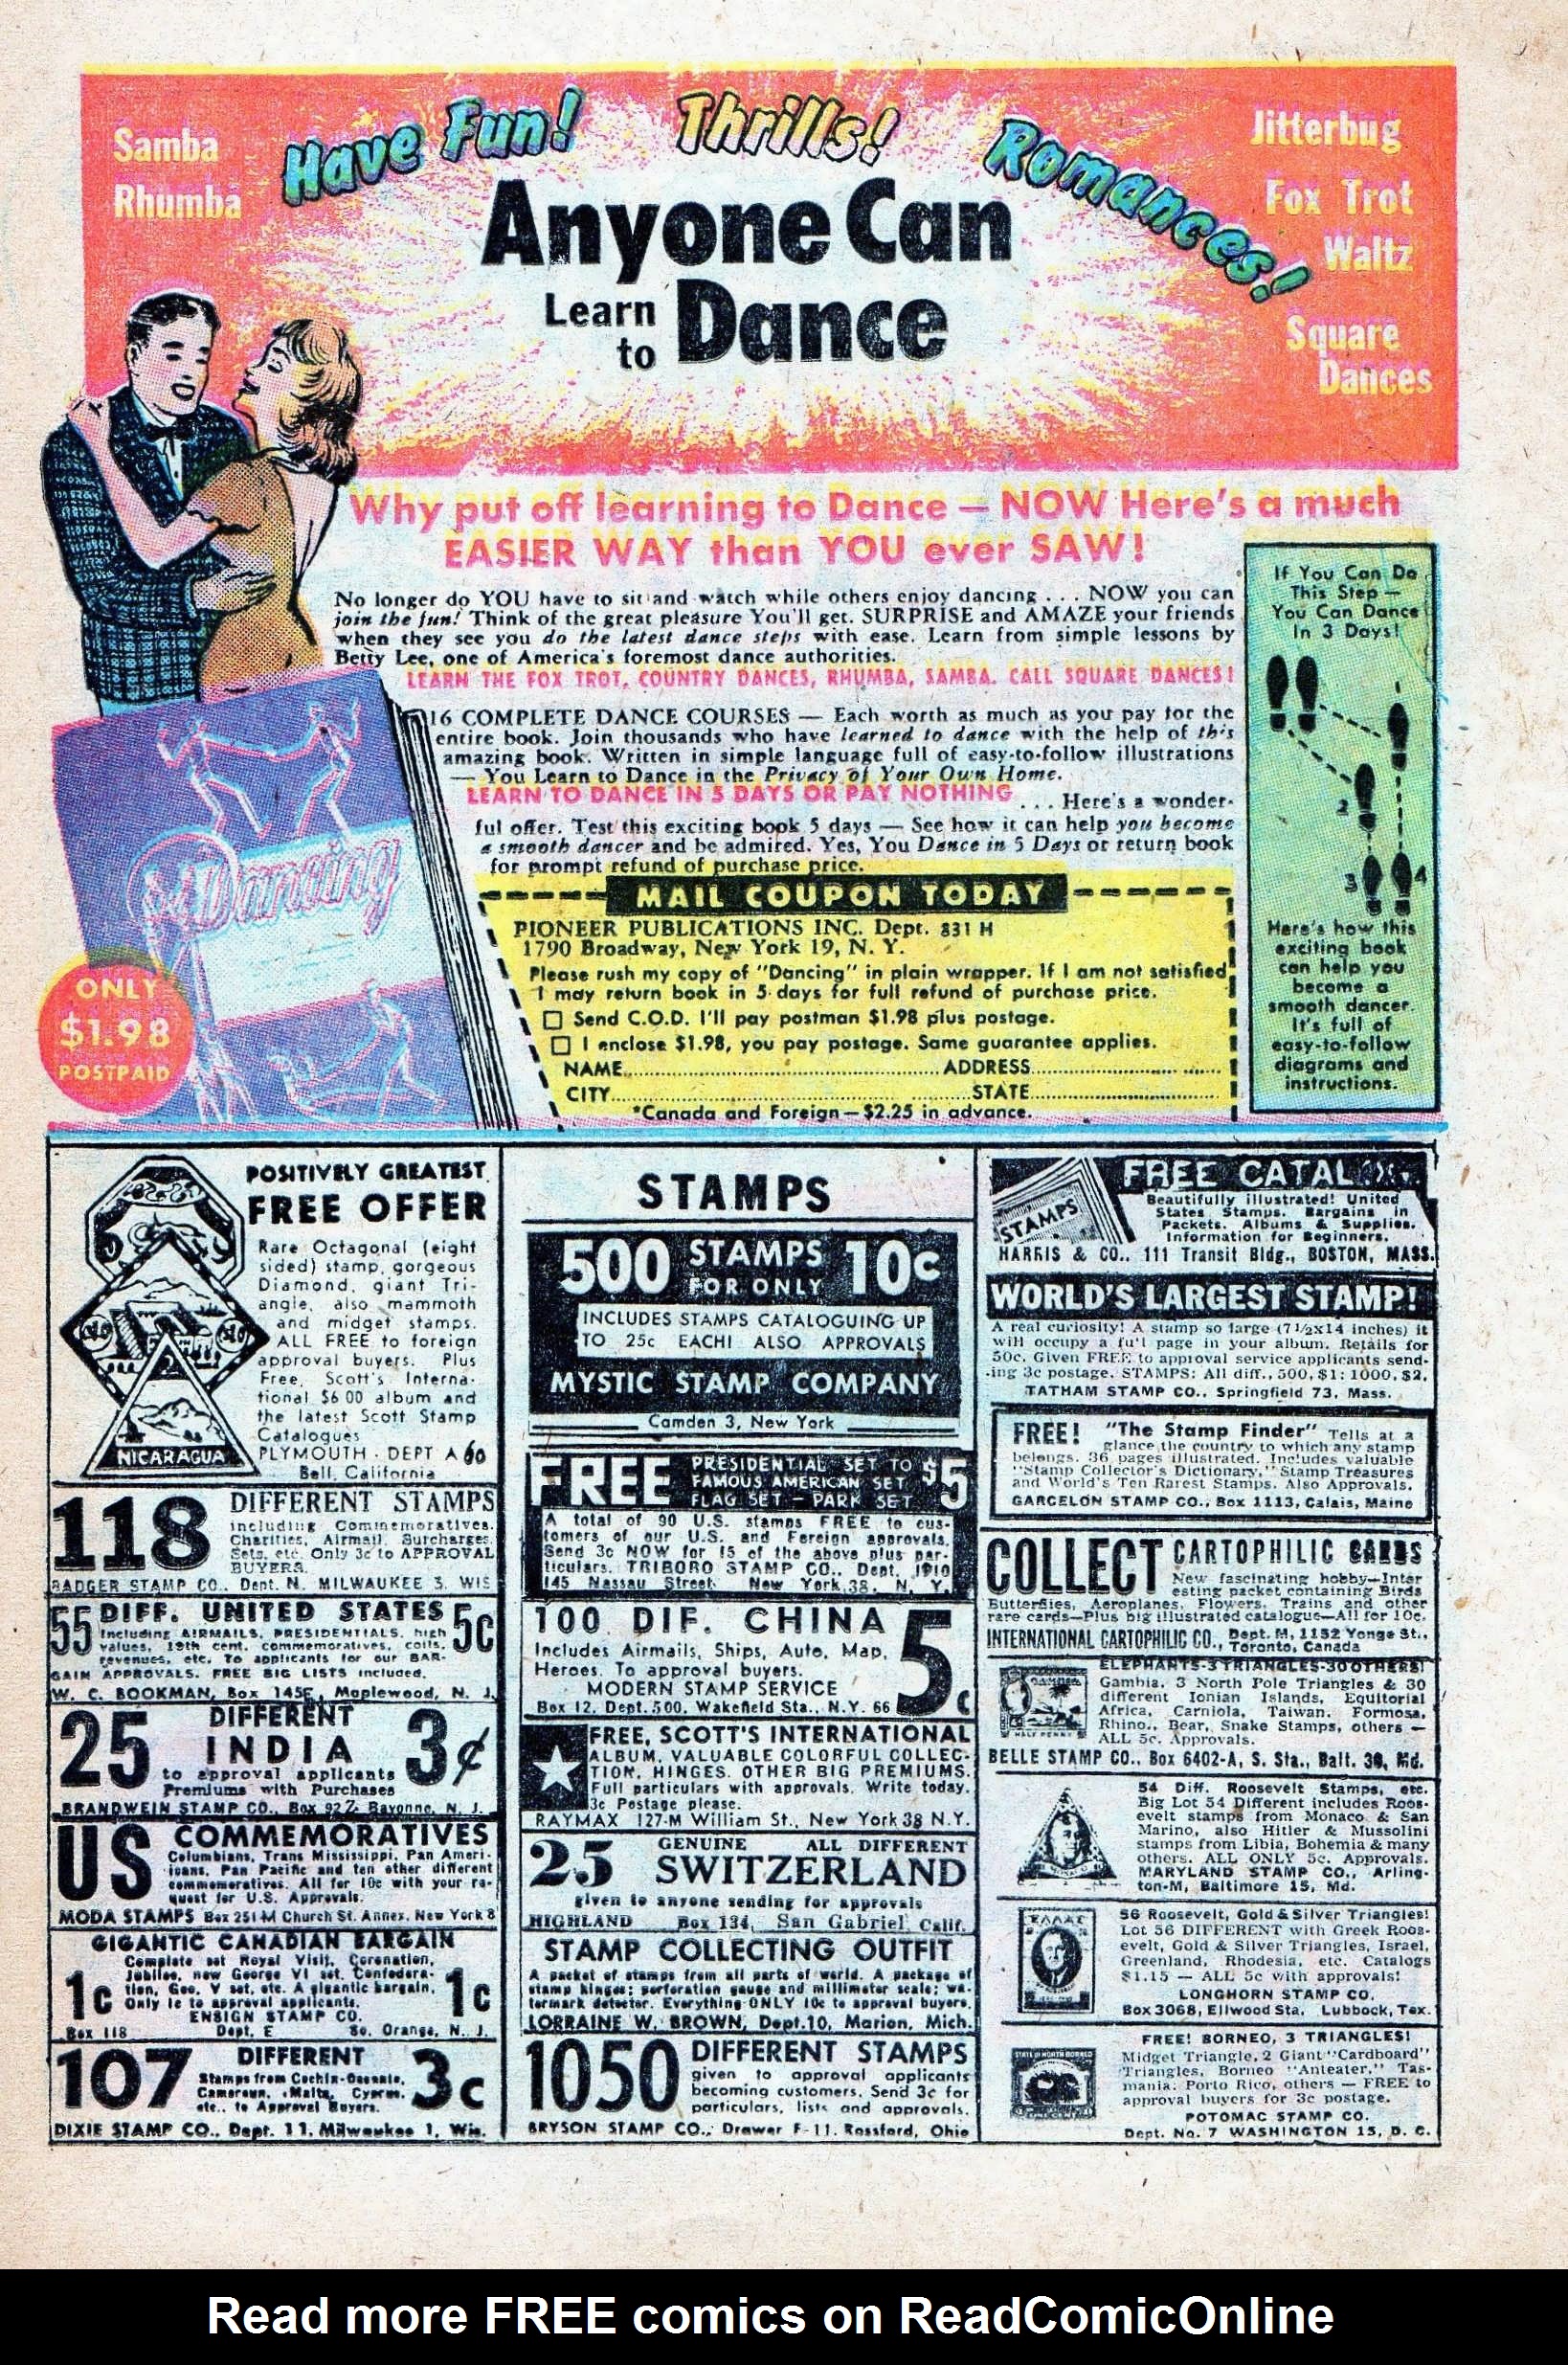 Samba
Rhumba
Have Fun!
Thrills!
Romances!
Jitterbug
Fox Trot
Waltz
Square
Dances
Anyone Can
Learn
to Dance
Why put off learning to Dance — NOW Here's a much
EASIER WAY than YOU ever SAW!
No longer do YOU have to sit and watch while others enjoy dancing . . . NOW you can
join the fun! Think of the great pleasure You'll get. SURPRISE and AMAZE your friends
when they see you do the latest dance steps with ease. Learn from simple lessons by
Betty Lee, one of America's foremost dance authorities.
LEARN THE FOX TROT, COUNTRY DANCES, RHUMBA, SAMBA, CALL SQUARE DANCES!
16 COMPLETE DANCE COURSES — Each worth as much as you pay for the
entire book. Join thousands who have learned to dance with the help of this
amazing book. Written in simple language full of easy-to-follow illustrations
— You Learn to Dance in the Privacy of Your Own Home.
LEARN TO DANCE IN 5 DAYS OR PAY NOTHING . . . Here's a wonder-
ful offer. Test this exciting book 5 days — See how it can help you become
a smooth dancer and be admired. Yes, You Dance in 5 Days or return book
for prompt refund of purchase price.
Dancing
ONLY
$1.98
POSTPAID
If You Can Do
This Step —
You Can Dance
In 3 Days!
2
3
4
Here's how this
exciting book
can help you
become a
smooth dancer.
It's full of
easy-to-follow
diagrams and
instructions.
MAIL COUPON TODAY
PIONEER PUBLICATIONS INC. Dept. 831 H
1790 Broadway, New York 19, N. Y.
Please rush my copy of "Dancing" in plain wrapper. If I am not satisfied
I may return book in 5 days for full refund of purchase price.
Send C.O.D. I'll pay postman $1.98 plus postage.
I enclose $1.98, you pay postage. Same guarantee applies.
NAME ADDRESS
CITY STATE
*Canada and Foreign — $2.25 in advance.
POSITIVELY GREATEST
FREE OFFER
Rare Octagonal (eight
sided) stamp, gorgeous
Diamond, giant Tri-
angle, also mammoth
and midget stamps.
ALL FREE to foreign
approval buyers. Plus
Free, Scott's Interna-
tional $6.00 album and
the latest Scott Stamp
Catalogues
PLYMOUTH - DEPT A 60
Bell, California
NICARAGUA
118 DIFFERENT STAMPS
including Commemoratives,
Charities, Airmail, Surcharges,
Sets, etc. Only 3c to APPROVAL
BUYERS.
BADGER STAMP CO., Dept. N, MILWAUKEE 3, WIS
55 DIFF. UNITED STATES 5c
Including AIRMAILS, PRESIDENTIALS, high
values, 19th cent. commemoratives, coils,
revenues, etc. To applicants for our BAR-
GAIN APPROVALS. FREE BIG LISTS included.
W. C. BOOKMAN, Box 145E, Maplewood, N. J.
25 DIFFERENT
INDIA 3¢
to approval applicants
Premiums with Purchases
BRANDWEIN STAMP CO., Box 92Z, Bayonne, N. J.
US COMMEMORATIVES
Columbians, Trans Mississippi, Pan Ameri-
icans, Pan Pacific and ten other different
commemoratives. All for 10c with your re-
quest for U.S. Approvals.
MODA STAMPS Box 251-M Church St. Annex, New York 8
GIGANTIC CANADIAN BARGAIN
1c Complete set Royal Visit, Coronation, 1c
Jubilee, new George VI set, Confedera-
tion, Geo. V set, etc. A gigantic bargain,
Only 1c to approval applicants.
ENSIGN STAMP CO.
Box 118 Dept. E So. Orange, N. J.
107 DIFFERENT 3c
Stamps from
Cameroun, Malta, Cyprus,
etc., to Approval Buyers.
DIXIE STAMP CO., Dept. 11, Milwaukee 1, Wis.
STAMPS
500 STAMPS FOR ONLY 10c
INCLUDES STAMPS CATALOGUING UP
TO 25c EACH! ALSO APPROVALS
MYSTIC STAMP COMPANY
Camden 3, New York
FREE PRESIDENTIAL SET TO $5
FAMOUS AMERICAN SET
FLAG SET - PARK SET
A total of 90 U.S. stamps FREE to cus-
tomers of our U.S. and Foreign approvals.
Send 3c NOW for 15 of the above plus par-
ticulars. TRIBORO STAMP CO., Dept. 1910
145 Nassau Street New York 38, N. Y.
100 DIF. CHINA 5c
Includes Airmails, Ships, Auto, Map,
Heroes. To approval buyers.
MODERN STAMP SERVICE
Box 12, Dept. 500, Wakefield Sta., N.Y. 66
FREE, SCOTT'S INTERNATIONAL
ALBUM, VALUABLE COLORFUL COLLEC-
TION, HINGES. OTHER BIG PREMIUMS.
Full particulars with approvals. Write today.
3c Postage please.
RAYMAX 127-M William St., New York 38 N.Y.
25 GENUINE ALL DIFFERENT
SWITZERLAND
given to anyone sending for approvals
HIGHLAND Box 134, San Gabriel, Calif.
STAMP COLLECTING OUTFIT
A packet of stamps from all parts of world. A package of
stamp hinges; perforation gauge and millimeter scale; wa-
termark detector. Everything ONLY 10c to approval buyers.
LORRAINE W. BROWN, Dept.10, Marion, Mich.
1050 DIFFERENT STAMPS
given to approval applicants
becoming customers. Send 3c for
particulars, lists and approvals.
BRYSON STAMP CO., Drawer F-11, Rossford, Ohio
STAMPS
FREE CATALOG
Beautifully illustrated! United
States Stamps. Bargains in
Packets. Albums & Supplies.
Information for Beginners.
HARRIS & CO., 111 Transit Bldg., BOSTON, MASS.
WORLD'S LARGEST STAMP!
A real curiosity! A stamp so large (7 1/2x14 inches) it
will occupy a full page in your album. Retails for
50c. Given FREE to approval service applicants send-
ing 3c postage. STAMPS: All diff., 500, $1: 1000, $2.
TATHAM STAMP CO., Springfield 73, Mass.
FREE! "The Stamp Finder" Tells at a
glance the country to which any stamp
belongs. 36 pages illustrated. Includes valuable
"Stamp Collector's Dictionary," Stamp Treasures
and World's Ten Rarest Stamps. Also Approvals.
GARCELON STAMP CO., Box 1113, Calais, Maine
COLLECT CARTOPHILIC CARDS
New fascinating hobby—Inter
esting packet containing Birds
Butterflies, Aeroplanes, Flowers, Trains and other
rare cards—Plus big illustrated catalogue—All for 10c.
INTERNATIONAL CARTOPHILIC CO., Dept. M, 1152 Yonge St.,
Toronto, Canada
ELEPHANTS-3 TRIANGLES-30 OTHERS!
Gambia, 3 North Pole Triangles & 30
different Ionian Islands, Equitorial
Africa, Carniola, Taiwan, Formosa,
Rhino., Bear, Snake Stamps, others —
ALL 5c. Approvals.
BELLE STAMP CO., Box 6402-A, S. Sta., Balt. 30, Md.
54 Diff. Roosevelt Stamps, etc.
Big Lot 54 Different includes Roos-
evelt stamps from Monaco & San
Marino, also Hitler & Mussolini
stamps from Libia, Bohemia & many
others. ALL ONLY 5c. Approvals.
MARYLAND STAMP CO., Arling-
ton-M, Baltimore 15, Md.
ΕΛΛΑΣ
56 Roosevelt, Gold & Silver Triangles!
Lot 56 DIFFERENT with Greek Roos-
evelt, Gold & Silver Triangles, Israel,
Greenland, Rhodesia, etc. Catalogs
$1.15 — ALL 5c with approvals!
LONGHORN STAMP CO.
Box 3068, Ellwood Sta., Lubbock, Tex.
FREE! BORNEO, 3 TRIANGLES!
Midget Triangle, 2 Giant "Cardboard"
Triangles, Borneo "Anteater," Tas-
mania, Porto Rico, others — FREE to
approval buyers for 3c postage.
POTOMAC STAMP CO.
Dept. No. 7 WASHINGTON 15, D. C.
Read more FREE comics on ReadComicOnline